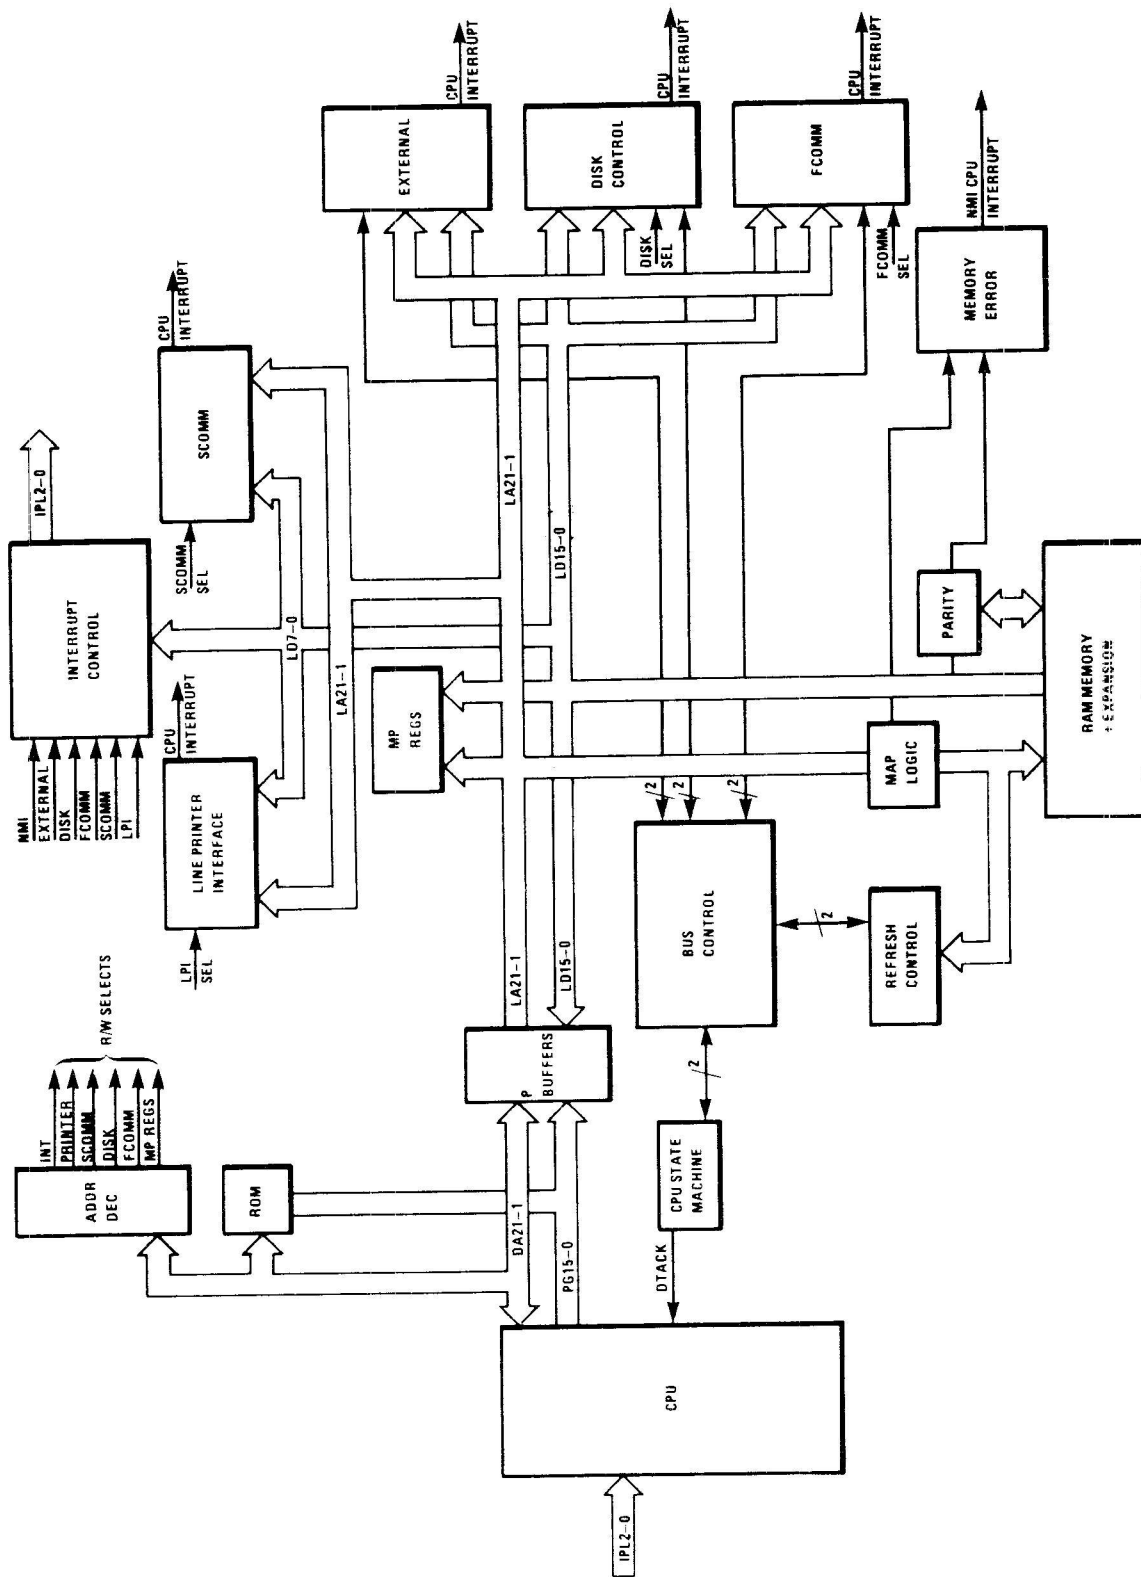 IPL2-0
CPU
DTACK
CPU STATE
MACHINE
2
DA21-1
PG15-0
ROM
ADDR
DEC
INT
PRINTER
SCOMM
DISK
FCOMM
MP REGS
R/W SELECTS
P
BUFFERS
LA21-1
LD15-0
BUS
CONTROL
2
2
2
2
REFRESH
CONTROL
MAP
LOGIC
RAM MEMORY
+ EXPANSION
PARITY
MP
REGS
LPI
SEL
LINE PRINTER
INTERFACE
CPU
INTERRUPT
NMI
EXTERNAL
DISK
FCOMM
SCOMM
LPI
INTERRUPT
CONTROL
IPL2-0
LD7-0
LA21-1
SCOMM
SEL
SCOMM
CPU
INTERRUPT
LA21-1
LD15-0
EXTERNAL
CPU
INTERRUPT
DISK
SEL
DISK
CONTROL
CPU
INTERRUPT
FCOMM
SEL
FCOMM
CPU
INTERRUPT
MEMORY
ERROR
NMI CPU
INTERRUPT